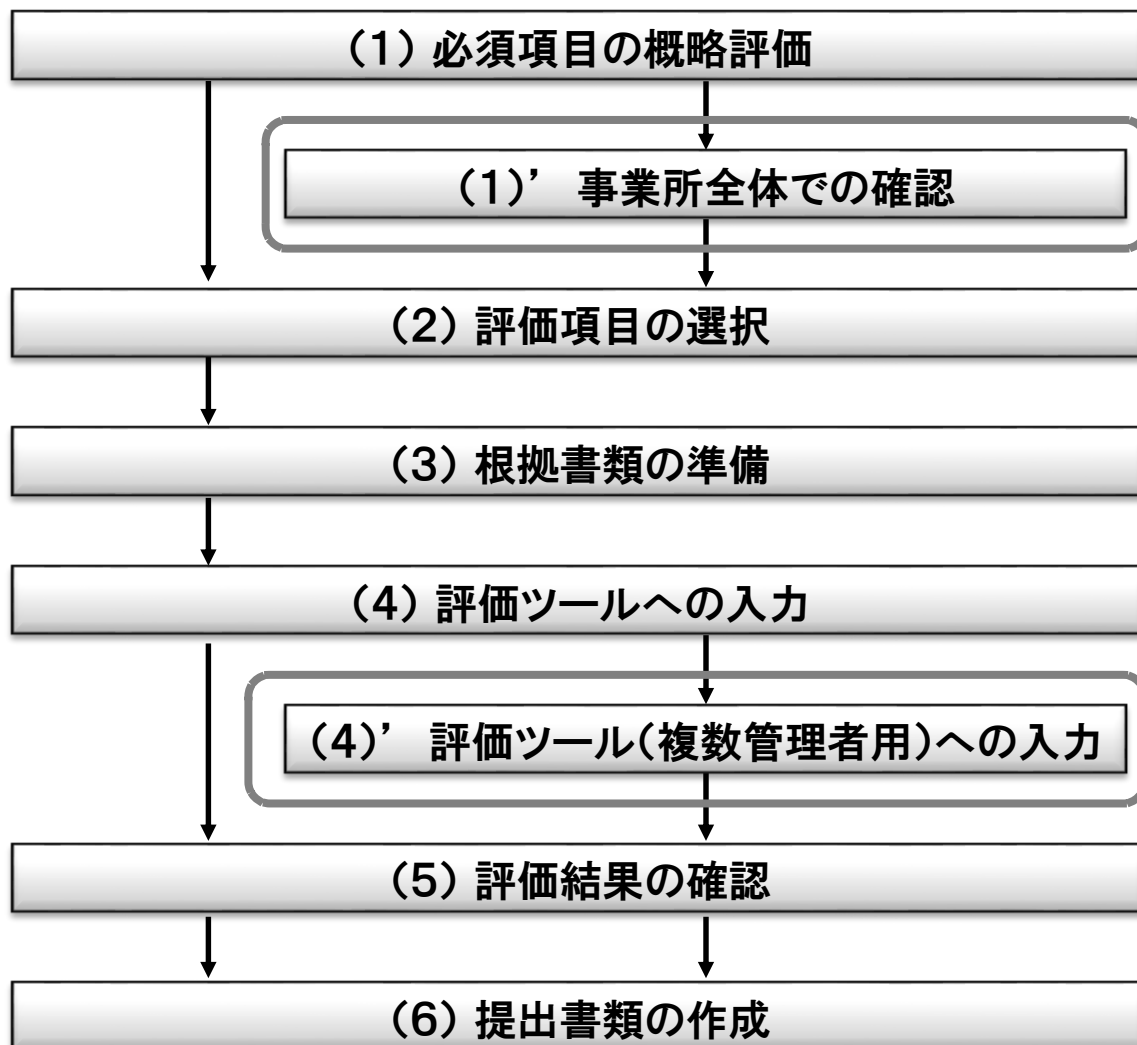 （1）必須項目の概略評価
（1）’ 事業所全体での確認
（2）評価項目の選択
（3）根拠書類の準備
（4）評価ツールへの入力
（4）’ 評価ツール（複数管理者用）への入力
（5）評価結果の確認
（6）提出書類の作成